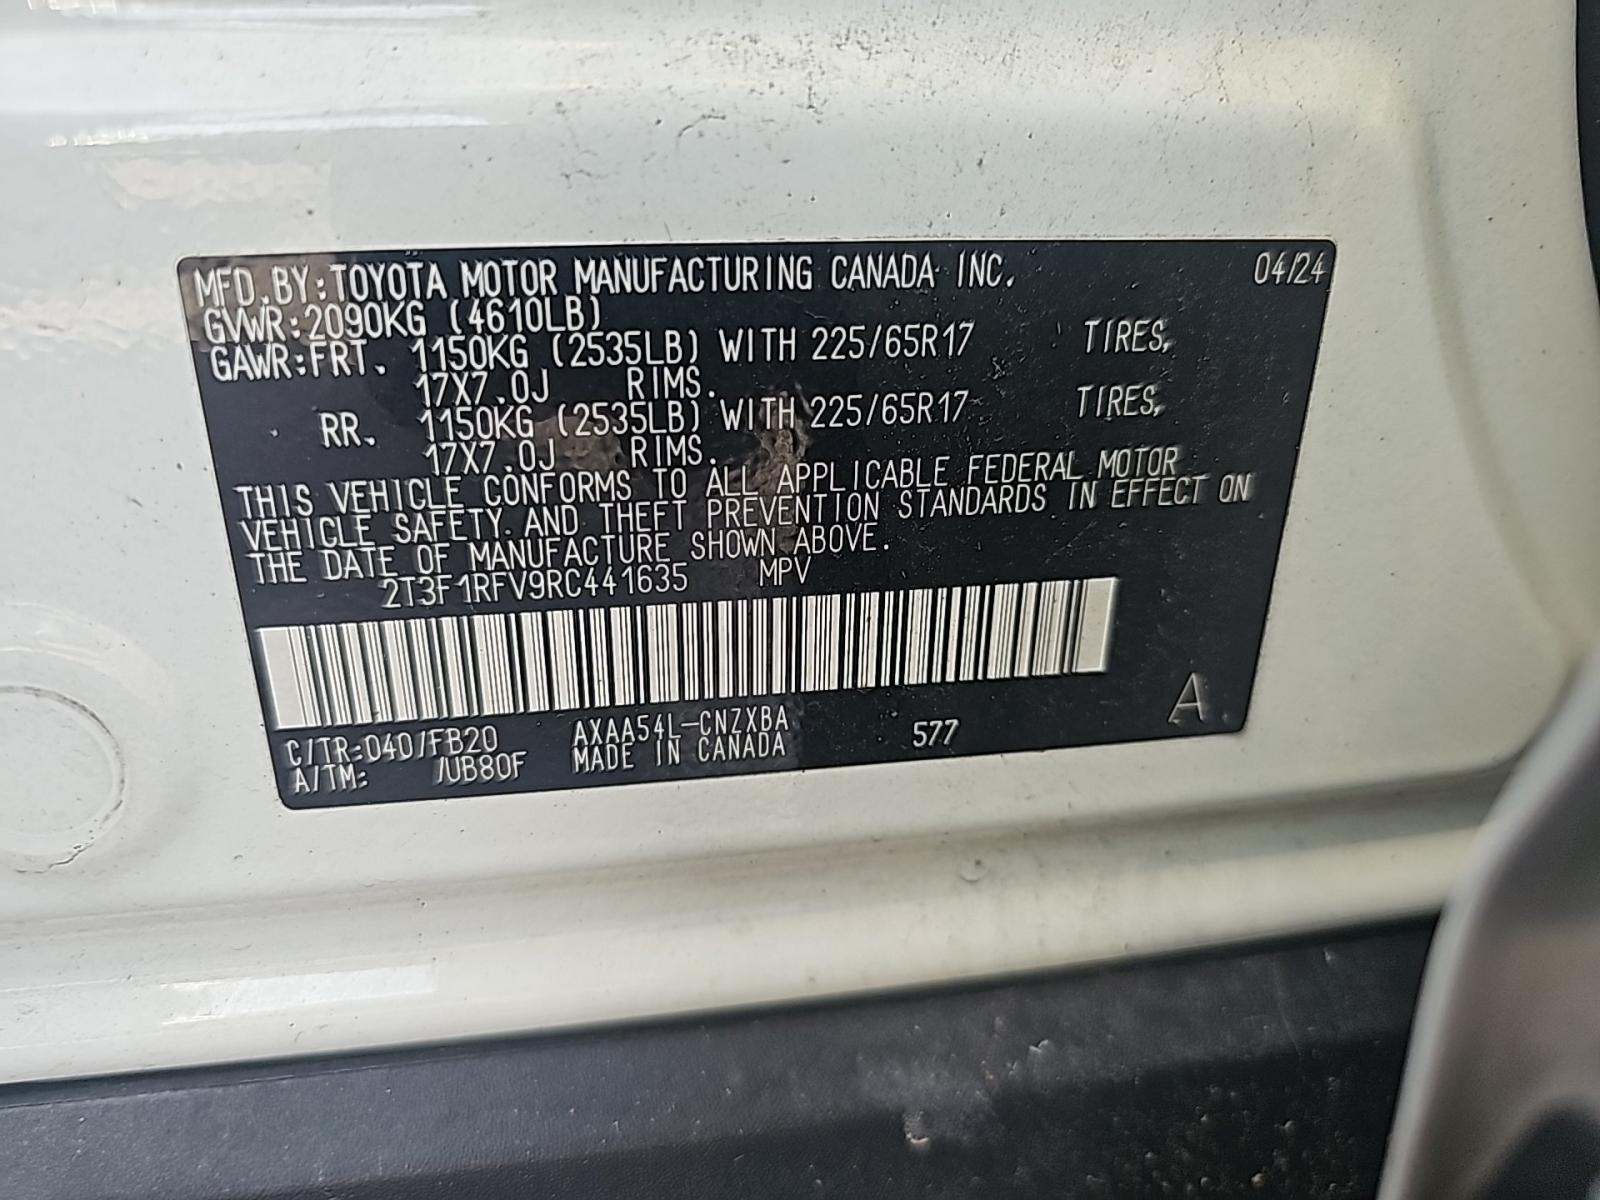 MFD.BY:TOYOTA MOTOR MANUFACTURING CANADA INC. 04/24
GVWR:2090KG (4610LB)
GAWR:FRT. 1150KG (2535LB) WITH 225/65R17 TIRES,
17X7.0J RIMS.
RR. 1150KG (2535LB) WITH 225/65R17 TIRES,
17X7.0J RIMS.
THIS VEHICLE CONFORMS TO ALL APPLICABLE FEDERAL MOTOR
VEHICLE SAFETY AND THEFT PREVENTION STANDARDS IN EFFECT ON
THE DATE OF MANUFACTURE SHOWN ABOVE.
2T3F1RFV9RC441635 MPV
C/TR:040/FB20 AXAA54L-CNZXBA 577 A
A/TM: /UB80F MADE IN CANADA